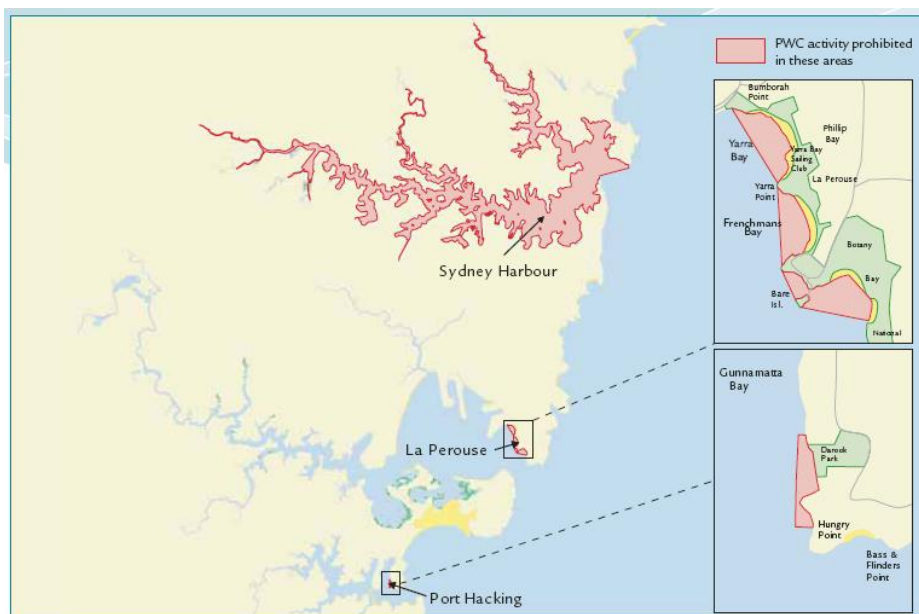 PWC activity prohibited
in these areas
Sydney Harbour
La Perouse
Port Hacking
Bumborah
Point
Phillip
Bay
Yarra
Bay
Yarra Bay
Sailing
Club
La Perouse
Yarra
Point
Frenchmans
Bay
Botany
Bay
Bare
Isl.
National
Gunnamatta
Bay
Darook
Park
Hungry
Point
Bass &
Flinders
Point